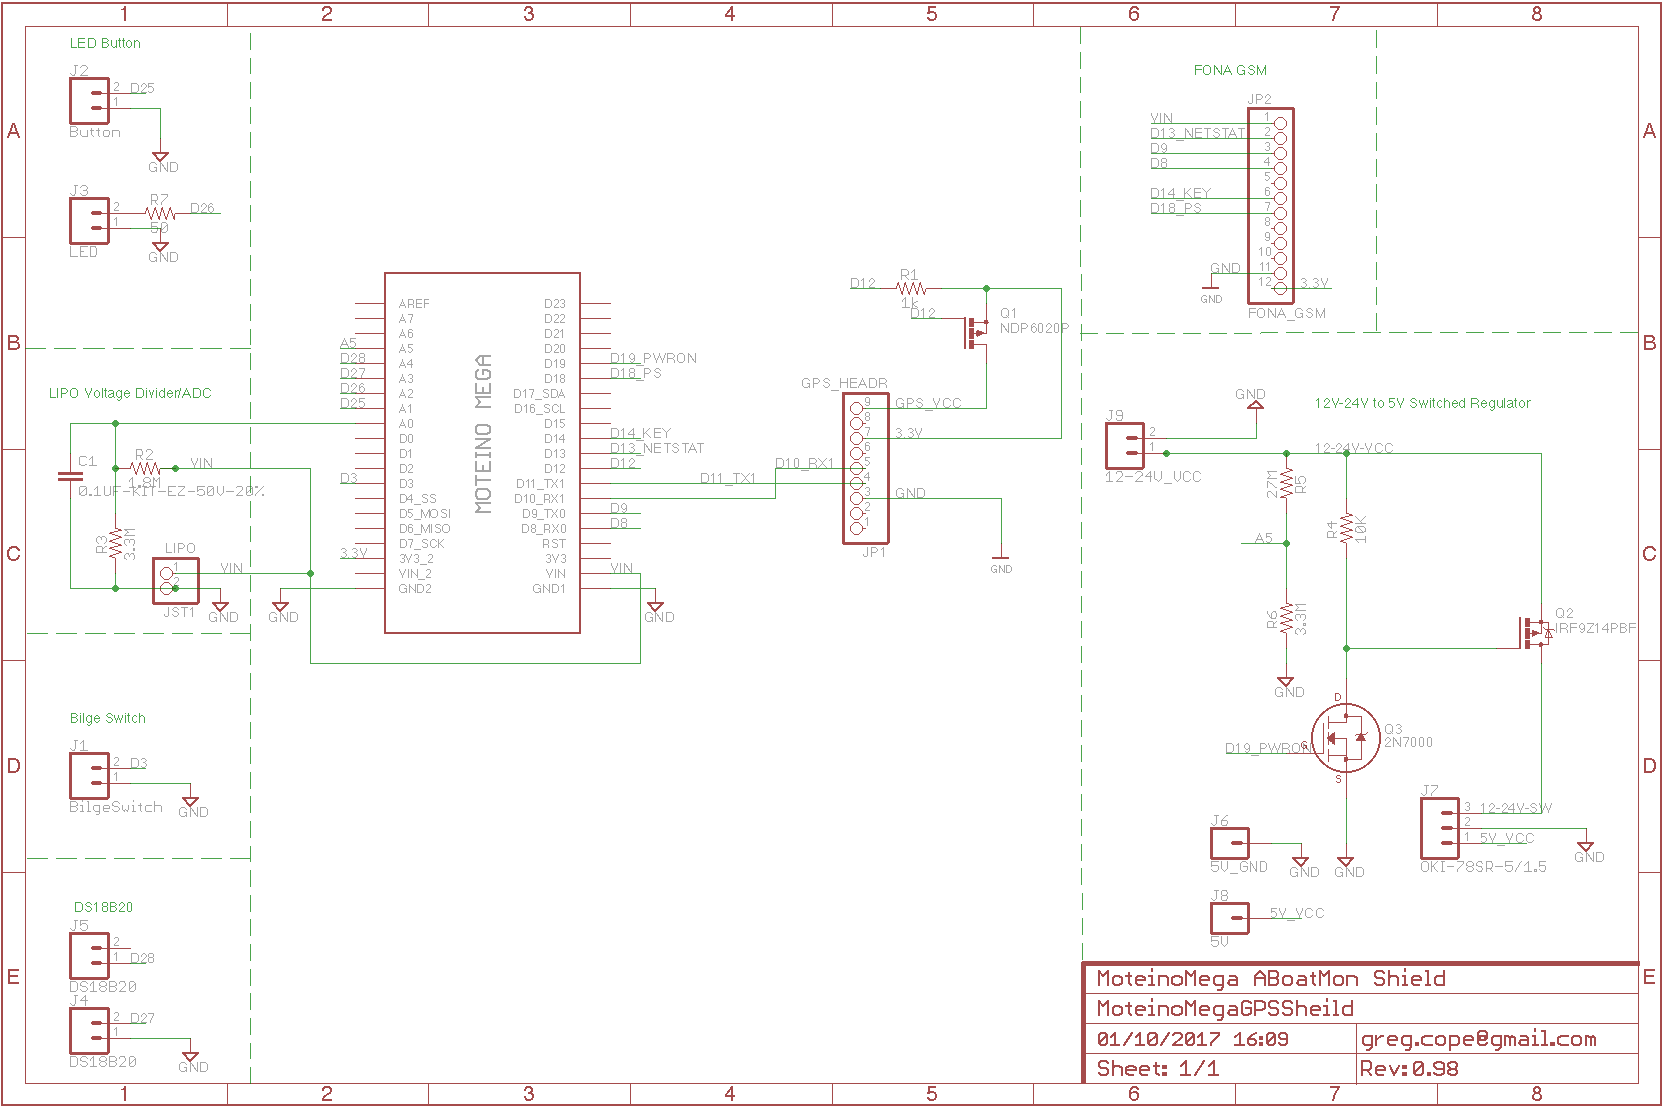 1 2 3 4 5 6 7 8
A
B
C
D
E
LED Button
J2
2 D25
1
Button
GND
J3
R7
2 D26
1 50
LED
GND
LIPO Voltage Divider/ADC
C1
R2
VIN
1.8M
0.1UF-KIT-EZ-50V-20%
R3
3.3M
LIPO
1 VIN
2
JST1
GND
Bilge Switch
J1
2 D3
1
BilgeSwitch
GND
DS18B20
J5
2
1 D28
DS18B20
J4
2 D27
1
DS18B20
GND
MOTEINO MEGA
AREF D23
A7 D22
A6 D21
A5 A5 D20
D28 A4 D19 D19_PWRON
D27 A3 D18 D18_PS
D26 A2 D17_SDA
D25 A1 D16_SCL
A0 D15
D0 D14 D14_KEY
D1 D13 D13_NETSTAT
D2 D12 D12
D3 D3 D11_TX1 D11_TX1
D4_SS D10_RX1 D10_RX1
D5_MOSI D9_TX0 D9
D6_MISO D8_RX0 D8
D7_SCK RST
3.3V 3V3_2 3V3
VIN_2 VIN VIN
GND2 GND1
GND
GND
D12 R1
1k
D12
Q1
NDP6020P
GPS_HEADR
9 GPS_VCC
8
7 3.3V
6
5
4
3 GND
2
1
JP1
GND
FONA GSM
JP2
VIN 1
D13_NETSTAT 2
D9 3
D8 4
5
D14_KEY 6
D18_PS 7
8
9
10
GND 11
12 3.3V
GND
FONA_GSM
12V-24V to 5V Switched Regulator
GND
J9
2
1
12-24V_VCC
12-24V-VCC
27M
R5
R4
10K
A5
R6
3.3M
GND
Q2
IRF9Z14PBF
D
G
S
D19_PWRON
Q3
2N7000
J7
3 12-24V-SW
2
1 5V_VCC
OKI-78SR-5/1.5
GND
J6
5V_GND
GND
GND
J8
5V_VCC
5V
MoteinoMega ABoatMon Shield
MoteinoMegaGPSSheild
01/10/2017 16:09
greg.cope@gmail.com
Sheet: 1/1
Rev:0.98
A
B
C
D
E
1 2 3 4 5 6 7 8